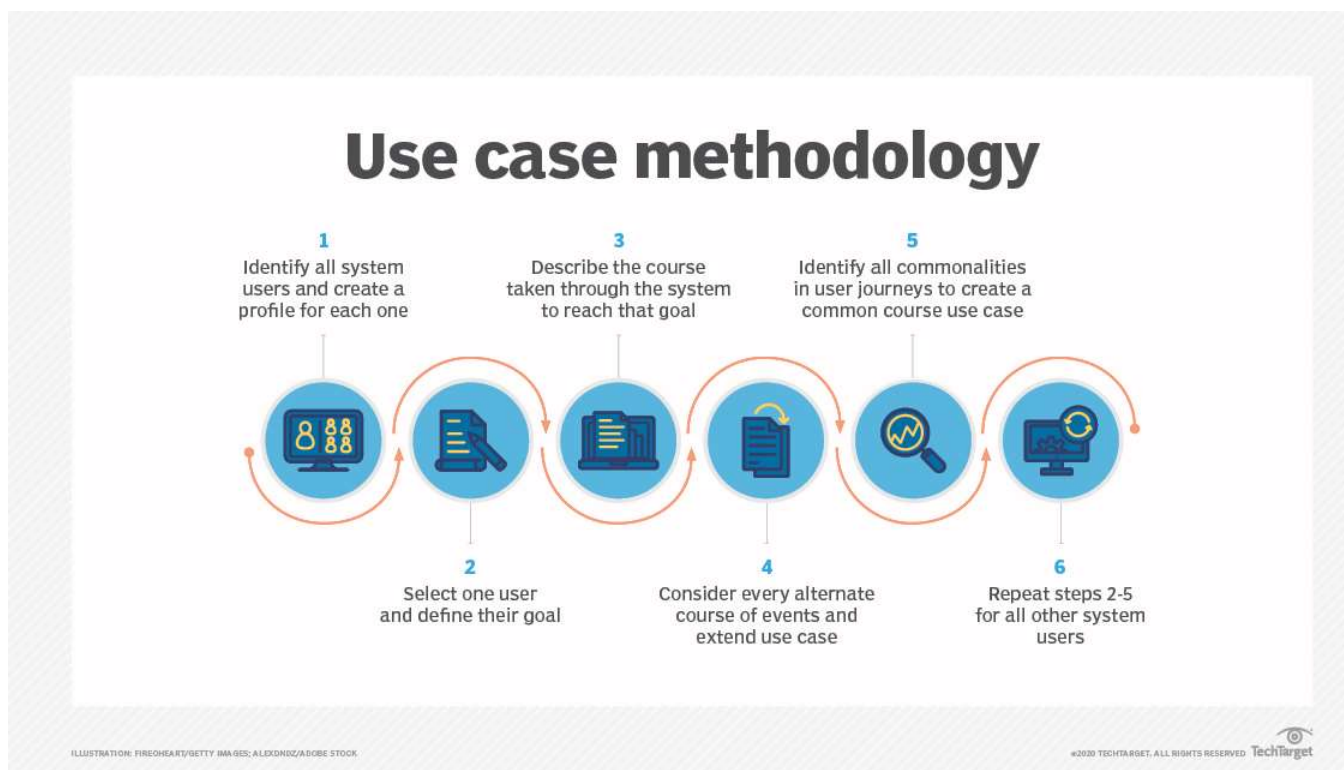 Use case methodology
1
Identify all system
users and create a
profile for each one
2
Select one user
and define their goal
3
Describe the course
taken through the system
to reach that goal
4
Consider every alternate
course of events and
extend use case
5
Identify all commonalities
in user journeys to create a
common course use case
6
Repeat steps 2-5
for all other system
users
ILLUSTRATION: FIREOHEART/GETTY IMAGES; ALEXDNDZ/ADOBE STOCK
©2020 TECHTARGET. ALL RIGHTS RESERVED TechTarget